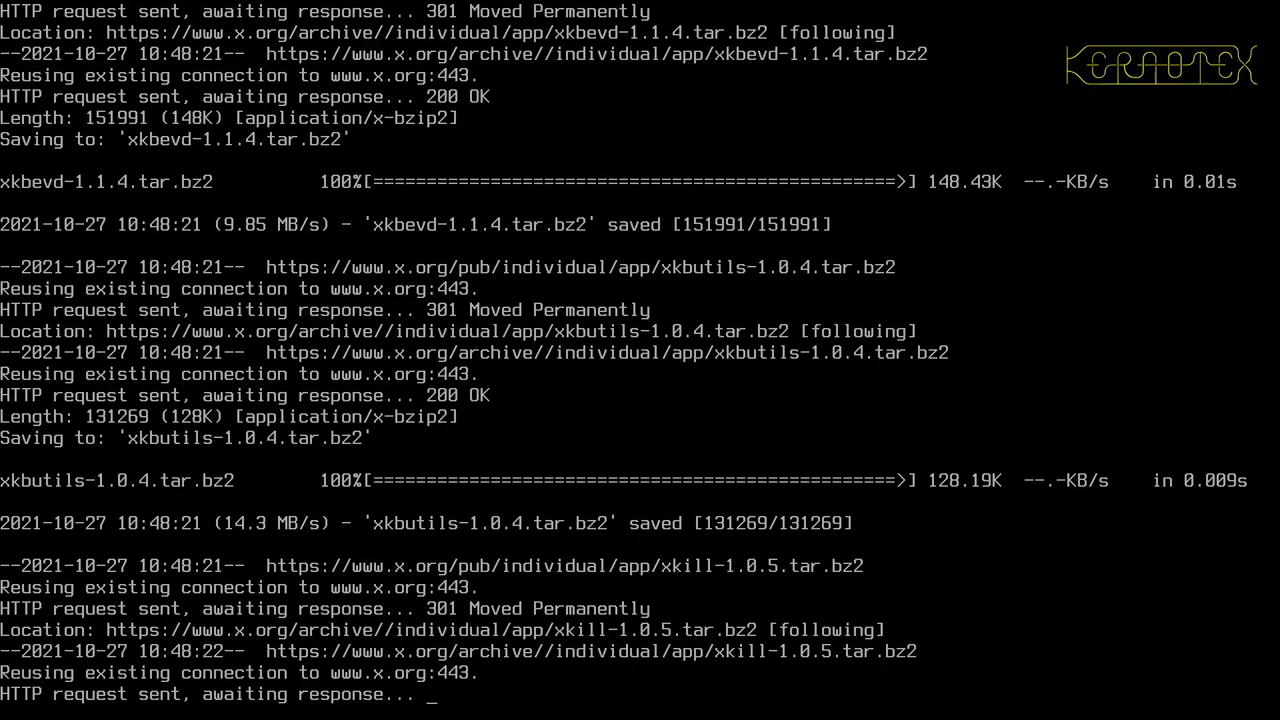 HTTP request sent, awaiting response... 301 Moved Permanently
Location: https://www.x.org/archive//individual/app/xkbevd-1.1.4.tar.bz2 [following]
--2021-10-27 10:48:21--  https://www.x.org/archive//individual/app/xkbevd-1.1.4.tar.bz2
KERNOTEX
Reusing existing connection to www.x.org:443.
HTTP request sent, awaiting response... 200 OK
Length: 151991 (148K) [application/x-bzip2]
Saving to: 'xkbevd-1.1.4.tar.bz2'
xkbevd-1.1.4.tar.bz2          100%[=================================================>] 148.43K  --.-KB/s    in 0.01s
2021-10-27 10:48:21 (9.85 MB/s) - 'xkbevd-1.1.4.tar.bz2' saved [151991/151991]
--2021-10-27 10:48:21--  https://www.x.org/pub/individual/app/xkbutils-1.0.4.tar.bz2
Reusing existing connection to www.x.org:443.
HTTP request sent, awaiting response... 301 Moved Permanently
Location: https://www.x.org/archive//individual/app/xkbutils-1.0.4.tar.bz2 [following]
--2021-10-27 10:48:21--  https://www.x.org/archive//individual/app/xkbutils-1.0.4.tar.bz2
Reusing existing connection to www.x.org:443.
HTTP request sent, awaiting response... 200 OK
Length: 131269 (128K) [application/x-bzip2]
Saving to: 'xkbutils-1.0.4.tar.bz2'
xkbutils-1.0.4.tar.bz2        100%[=================================================>] 128.19K  --.-KB/s    in 0.009s
2021-10-27 10:48:21 (14.3 MB/s) - 'xkbutils-1.0.4.tar.bz2' saved [131269/131269]
--2021-10-27 10:48:21--  https://www.x.org/pub/individual/app/xkill-1.0.5.tar.bz2
Reusing existing connection to www.x.org:443.
HTTP request sent, awaiting response... 301 Moved Permanently
Location: https://www.x.org/archive//individual/app/xkill-1.0.5.tar.bz2 [following]
--2021-10-27 10:48:22--  https://www.x.org/archive//individual/app/xkill-1.0.5.tar.bz2
Reusing existing connection to www.x.org:443.
HTTP request sent, awaiting response... _